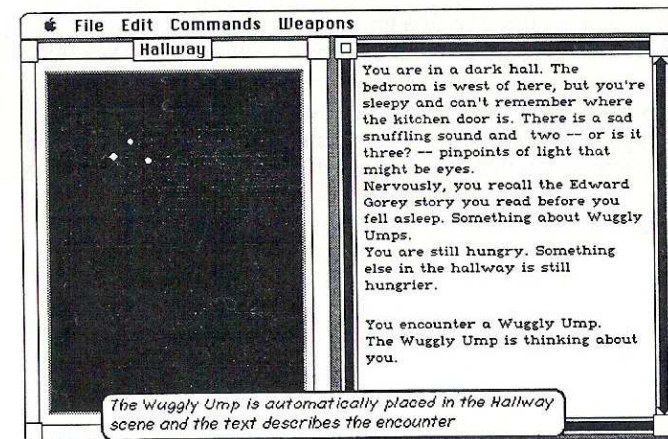 File Edit Commands Weapons
Hallway
You are in a dark hall. The
bedroom is west of here, but you're
sleepy and can't remember where
the kitchen door is. There is a sad
snuffling sound and two -- or is it
three? -- pinpoints of light that
might be eyes.
Nervously, you recall the Edward
Gorey story you read before you
fell asleep. Something about Wuggly
Umps.
You are still hungry. Something
else in the hallway is still
hungrier.
You encounter a Wuggly Ump.
The Wuggly Ump is thinking about
you.
The Wuggly Ump is automatically placed in the Hallway
scene and the text describes the encounter